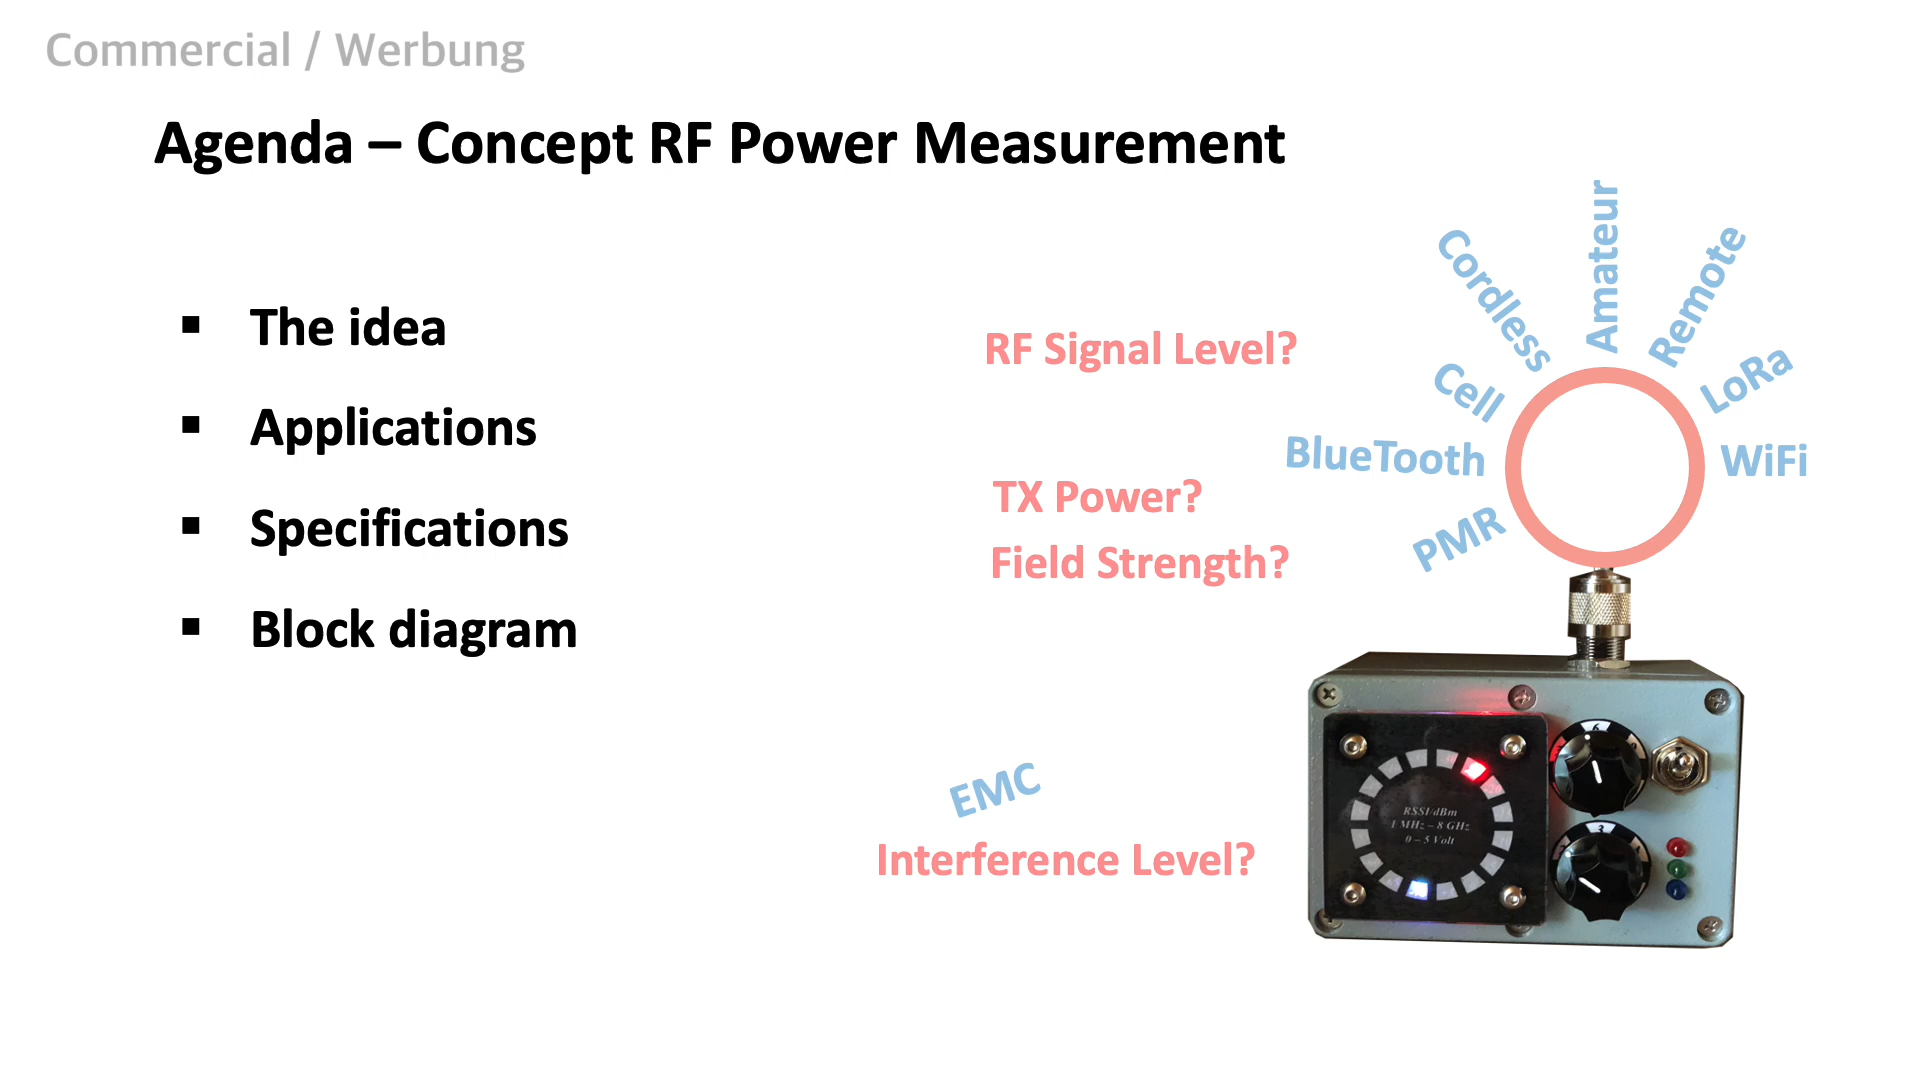 Commercial / Werbung
Agenda – Concept RF Power Measurement
▪ The idea
▪ Applications
▪ Specifications
▪ Block diagram
RF Signal Level?
TX Power?
Field Strength?
EMC
Interference Level?
PMR
BlueTooth
Cell
Cordless
Amateur
Remote
LoRa
WiFi
RSSI/dBm
1 MHz – 8 GHz
0 – 5 Volt
6
3